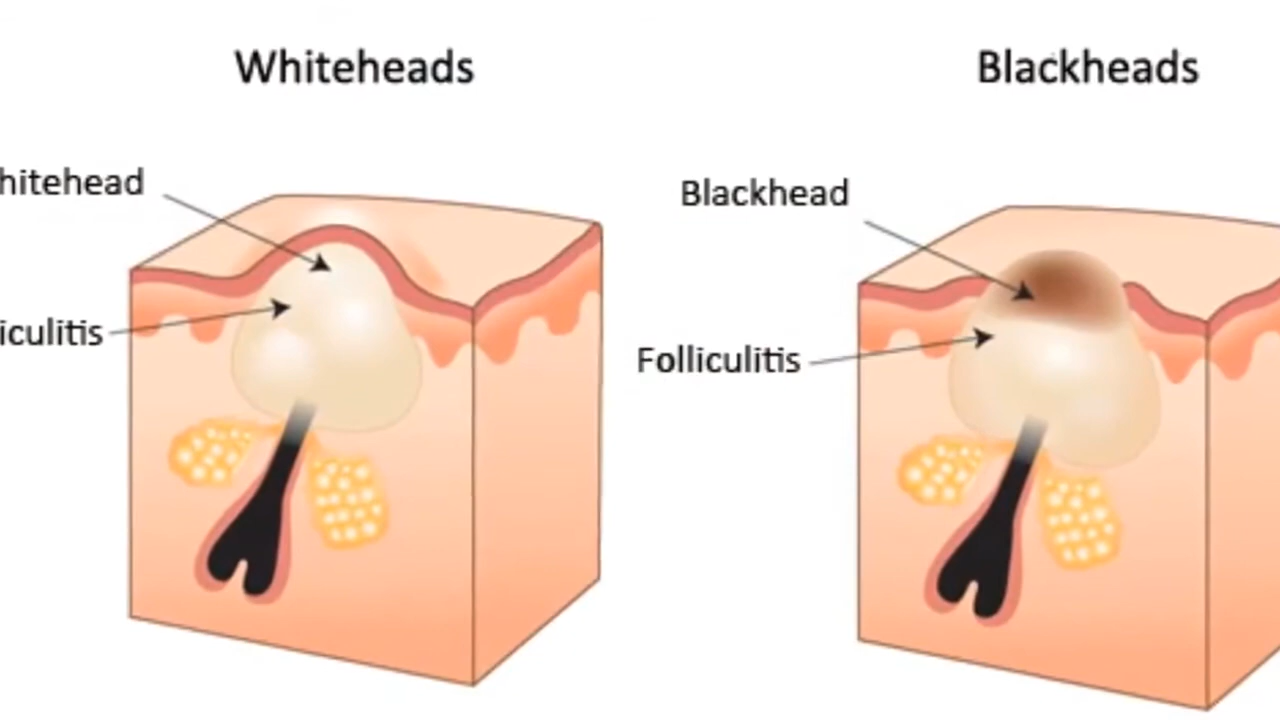 Whiteheads
Blackheads
hitehead
Blackhead
iculitis
Folliculitis